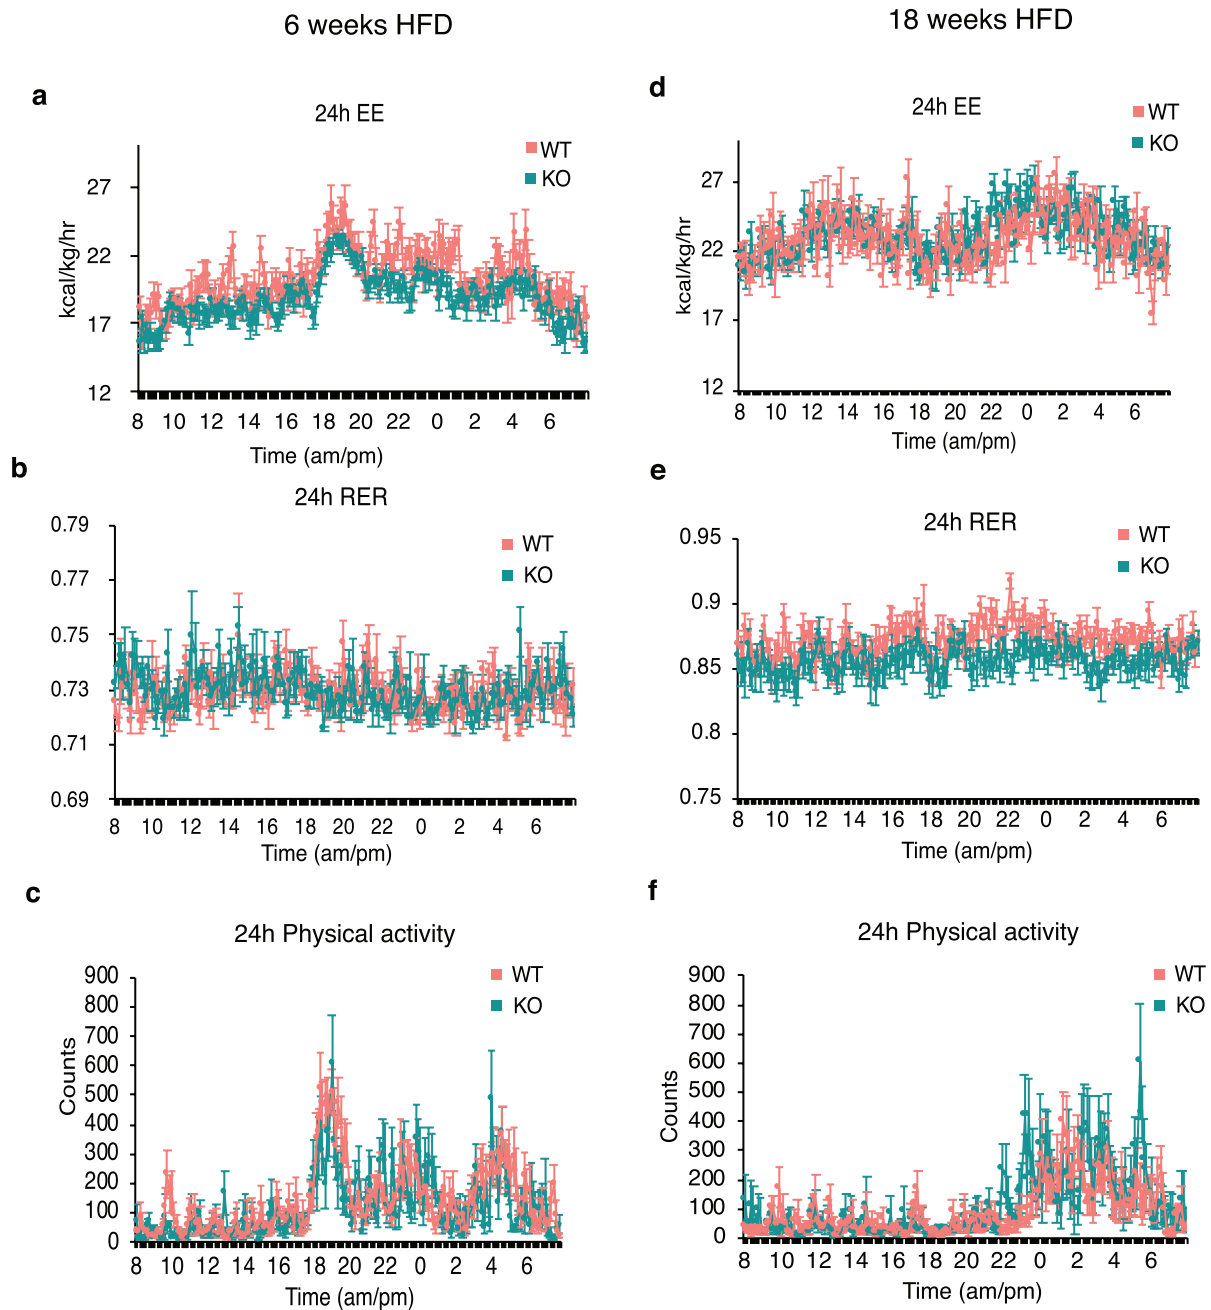 6 weeks HFD
18 weeks HFD
a
24h EE
WT
KO
27
22
17
12
kcal/kg/hr
8 10 12 14 16 18 20 22 0 2 4 6
Time (am/pm)
d
24h EE
WT
KO
27
22
17
12
kcal/kg/hr
8 10 12 14 16 18 20 22 0 2 4 6
Time (am/pm)
b
24h RER
WT
KO
0.79
0.77
0.75
0.73
0.71
0.69
8 10 12 14 16 18 20 22 0 2 4 6
Time (am/pm)
e
24h RER
WT
KO
0.95
0.9
0.85
0.8
0.75
8 10 12 14 16 18 20 22 0 2 4 6
Time (am/pm)
c
24h Physical activity
WT
KO
900
800
700
600
500
400
300
200
100
0
Counts
8 10 12 14 16 18 20 22 0 2 4 6
Time (am/pm)
f
24h Physical activity
WT
KO
900
800
700
600
500
400
300
200
100
0
Counts
8 10 12 14 16 18 20 22 0 2 4 6
Time (am/pm)